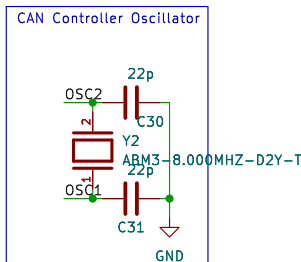 CAN Controller Oscillator
22p
OSC2
C30
2
Y2
ABM3-8.000MHZ-D2Y-T
22p
1
OSC1
C31
GND